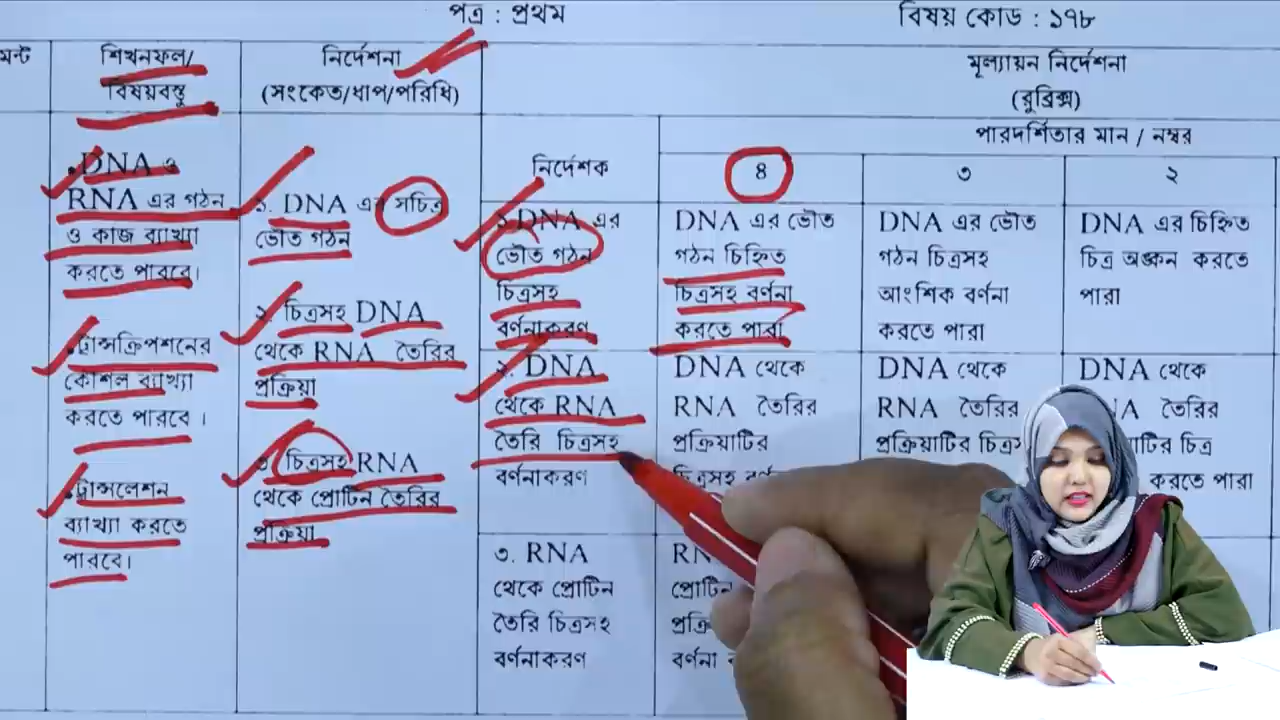 পত্র : প্রথম
বিষয় কোড : ১৭৮
মেন্ট
শিখনফল/
বিষয়বস্তু
নির্দেশনা
(সংকেত/ধাপ/পরিধি)
মূল্যায়ন নির্দেশনা
(রুব্রিক্স)
পারদর্শিতার মান / নম্বর
নির্দেশক
৪
৩
২
DNA ও
RNA এর গঠন
ও কাজ ব্যাখ্যা
করতে পারবে।
ট্রান্সক্রিপশনের
কৌশল ব্যাখ্যা
করতে পারবে ।
ট্রান্সলেশন
ব্যাখ্যা করতে
পারবে।
১. DNA এর সচিত্র
ভৌত গঠন
২. চিত্রসহ DNA
থেকে RNA তৈরির
প্রক্রিয়া
৩. চিত্রসহ RNA
থেকে প্রোটিন তৈরির
প্রক্রিয়া
১.DNA এর
ভৌত গঠন
চিত্রসহ
বর্ণনাকরণ
DNA এর ভৌত
গঠন চিহ্নিত
চিত্রসহ বর্ণনা
করতে পারা
DNA এর ভৌত
গঠন চিত্রসহ
আংশিক বর্ণনা
করতে পারা
DNA এর চিহ্নিত
চিত্র অঙ্কন করতে
পারা
২. DNA
থেকে RNA
তৈরি চিত্রসহ
বর্ণনাকরণ
DNA থেকে
RNA তৈরির
প্রক্রিয়াটির
চিত্রসহ
DNA থেকে
RNA তৈরির
প্রক্রিয়াটির
DNA থেকে
তৈরির
চিত্র
করতে পারা
৩. RNA
থেকে প্রোটিন
তৈরি চিত্রসহ
বর্ণনাকরণ
প্রোটিন
বর্ণনা